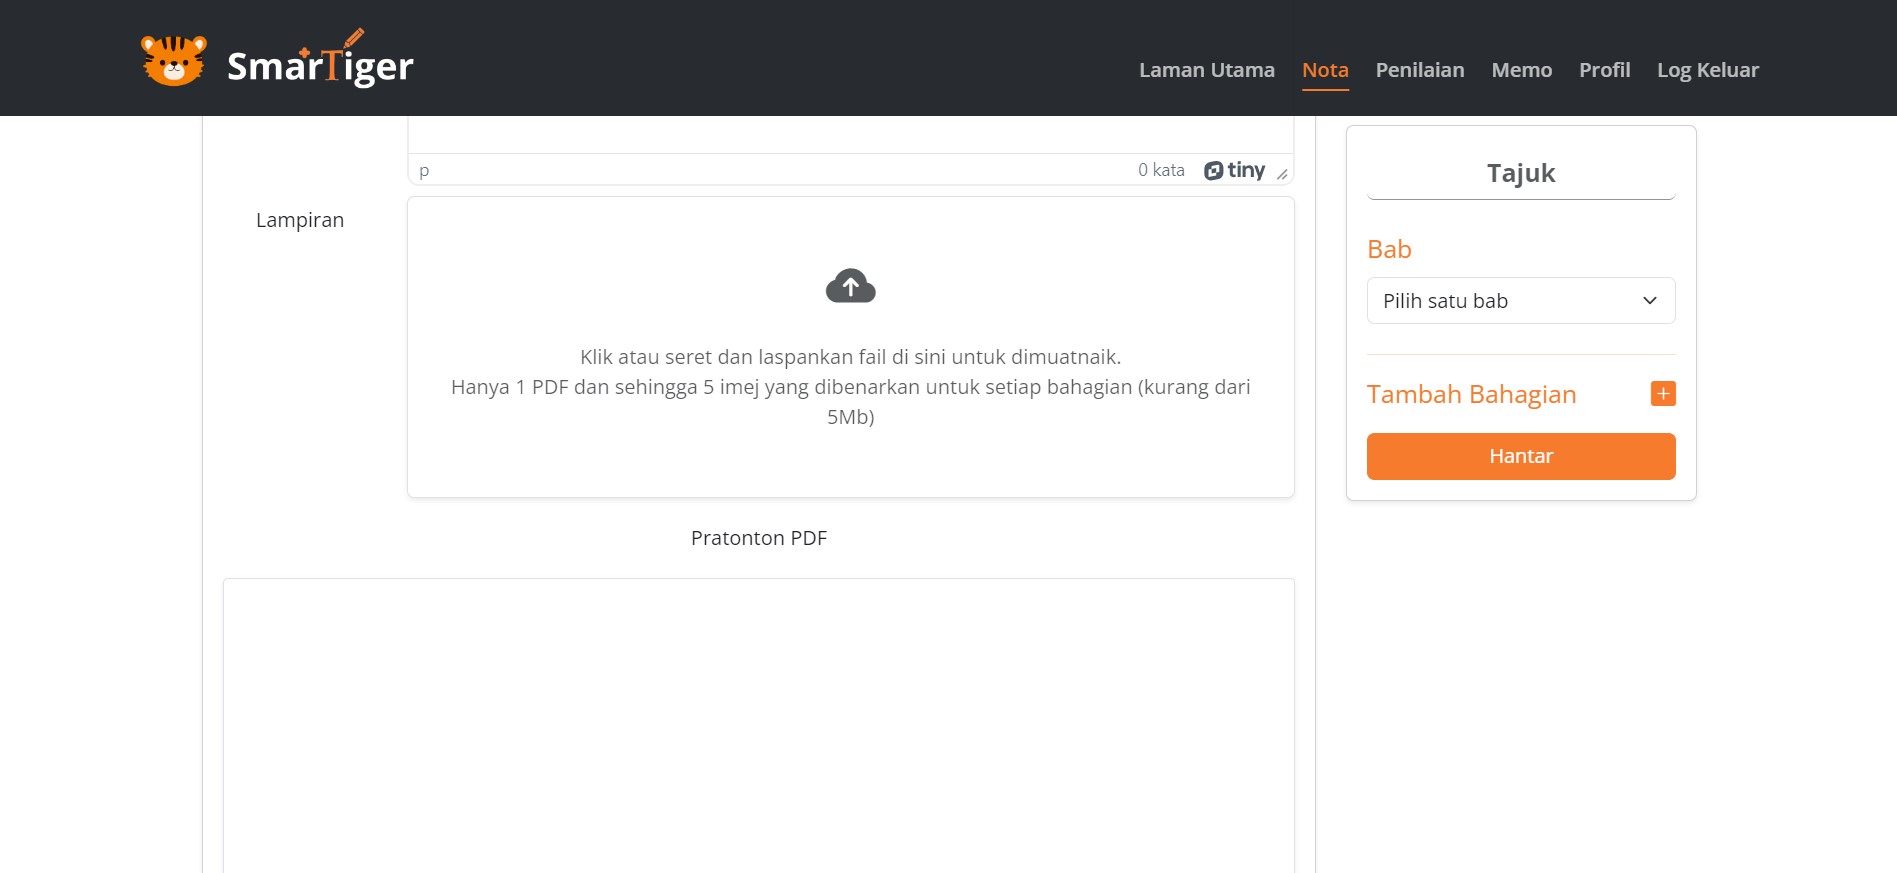 SmarTiger
Laman Utama
Nota
Penilaian
Memo
Profil
Log Keluar
p
0 kata
tiny
Lampiran
Klik atau seret dan laspankan fail di sini untuk dimuatnaik.
Hanya 1 PDF dan sehingga 5 imej yang dibenarkan untuk setiap bahagian (kurang dari
5Mb)
Pratonton PDF
Tajuk
Bab
Pilih satu bab
Tambah Bahagian
Hantar